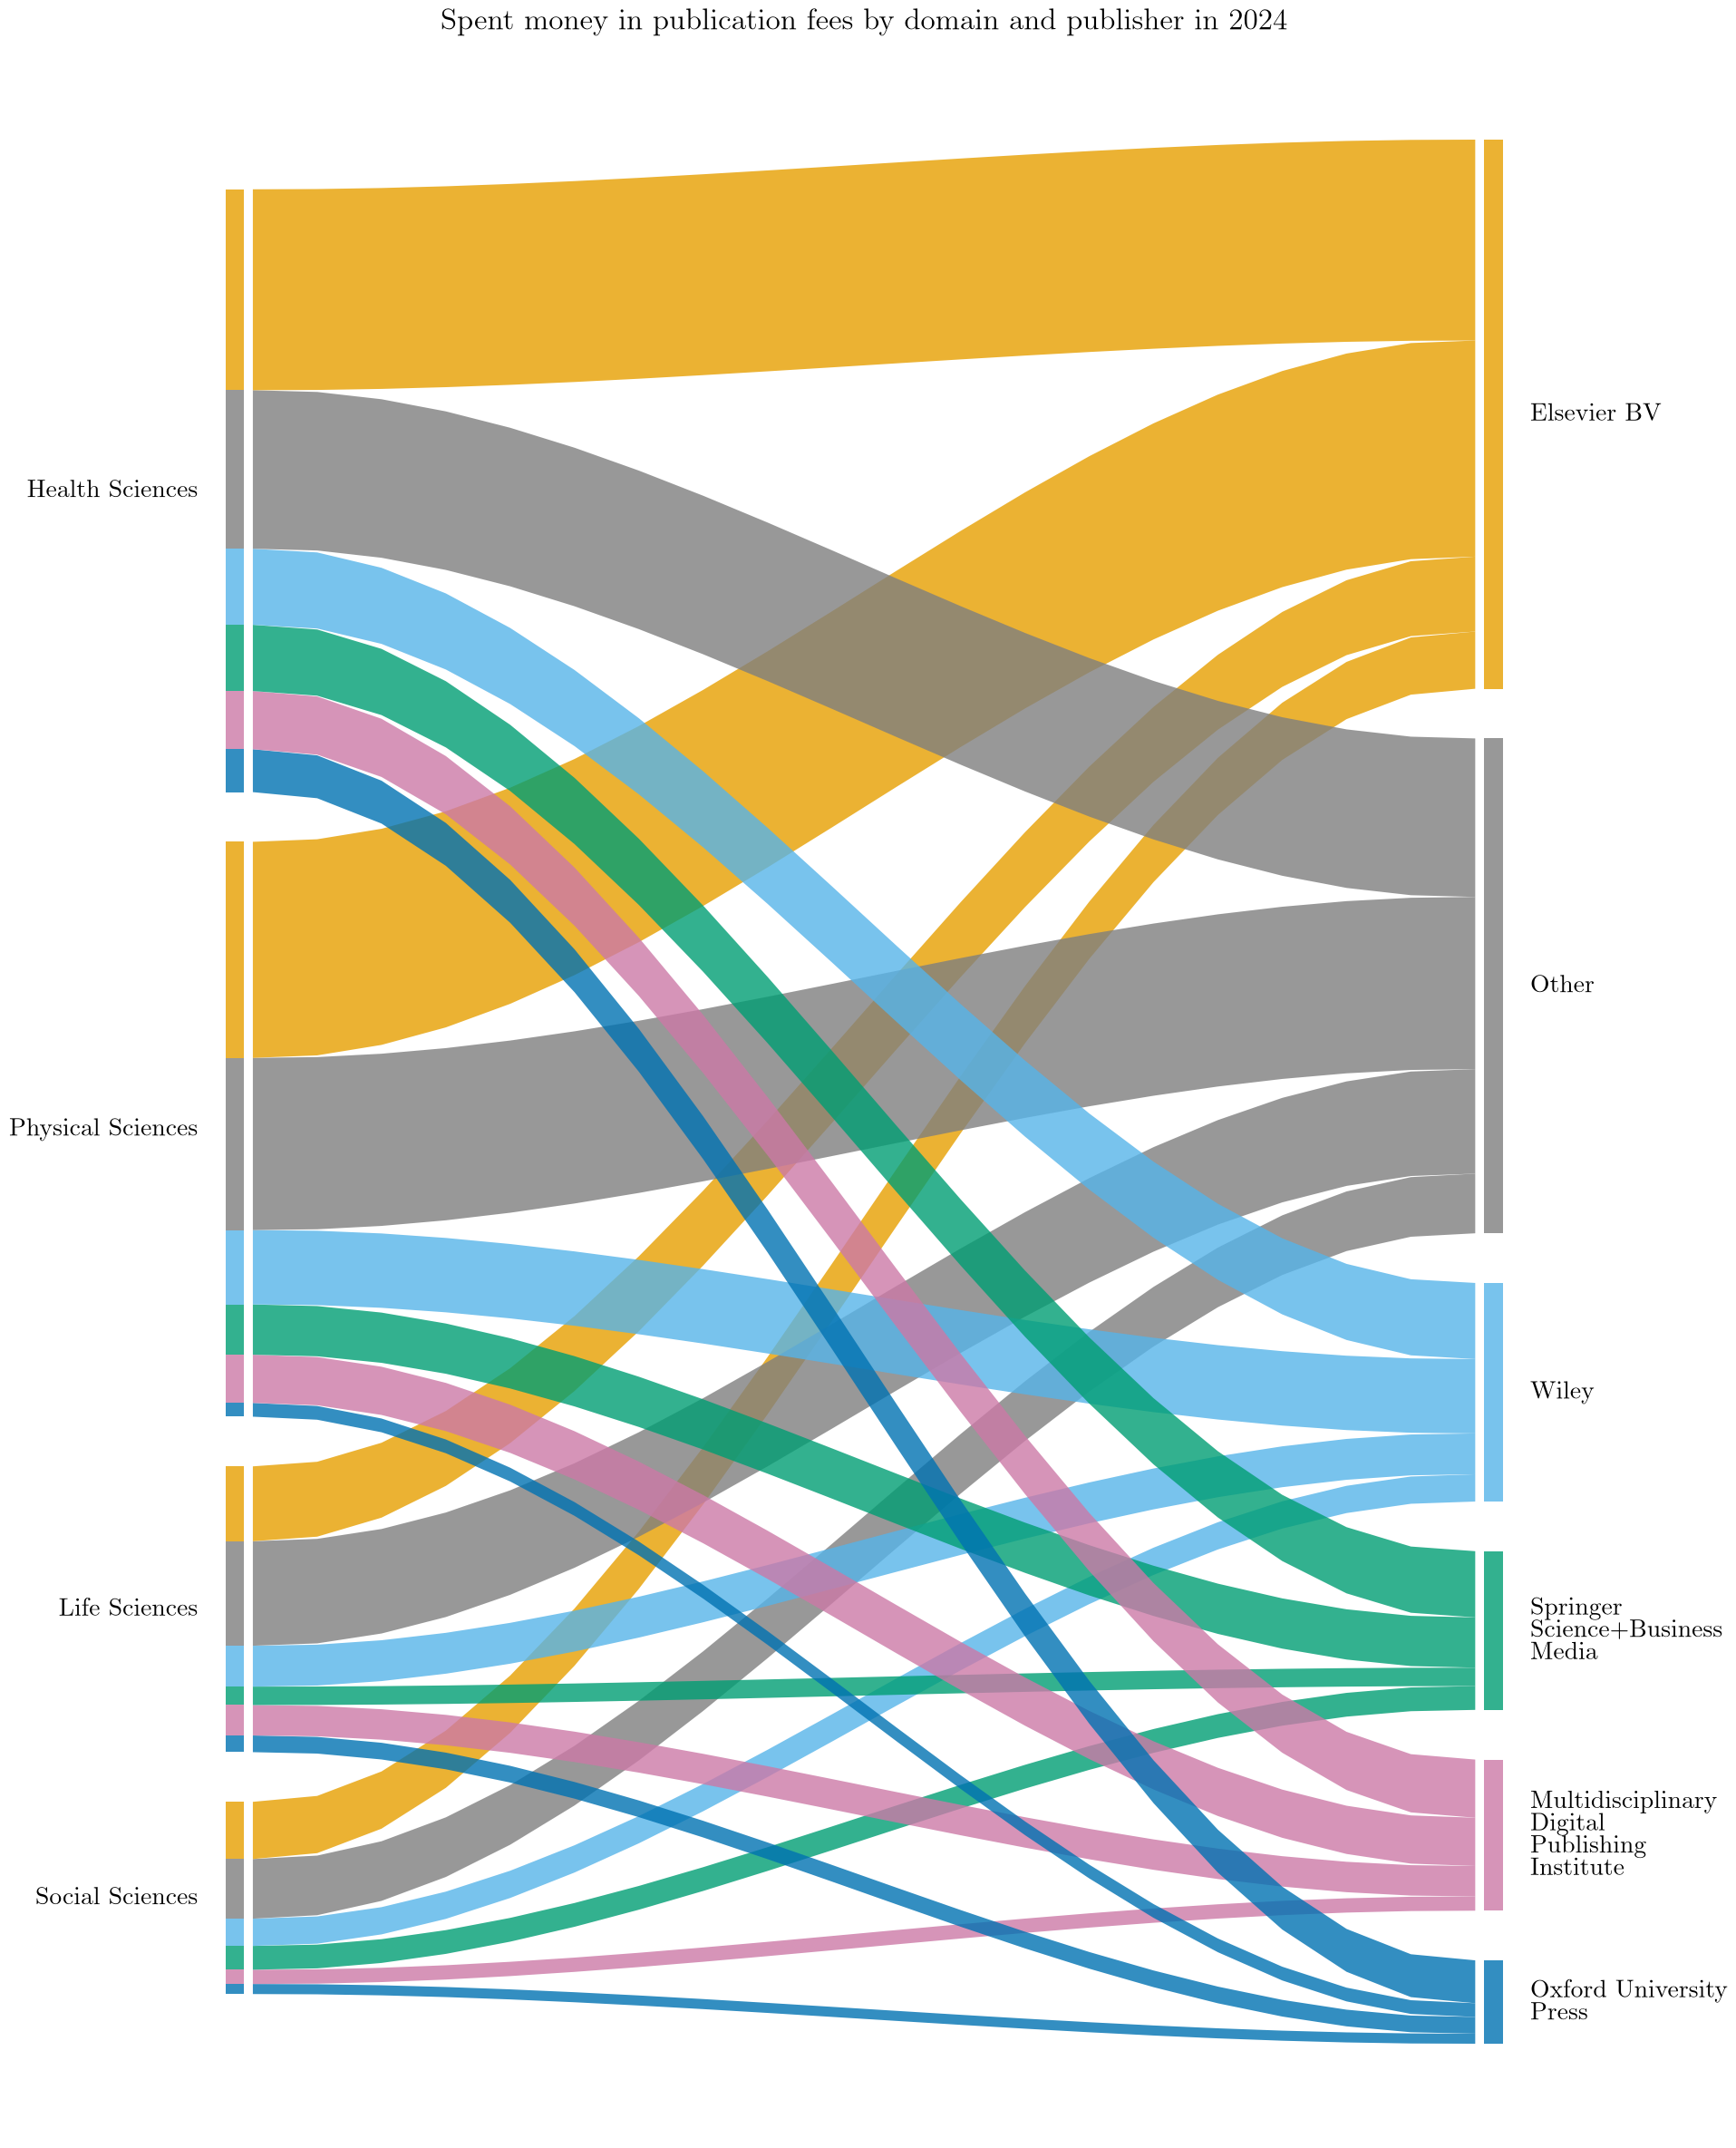 Spent money in publication fees by domain and publisher in 2024
Health Sciences
Physical Sciences
Life Sciences
Social Sciences
Elsevier BV
Other
Wiley
Springer
Science+Business
Media
Multidisciplinary
Digital
Publishing
Institute
Oxford University
Press